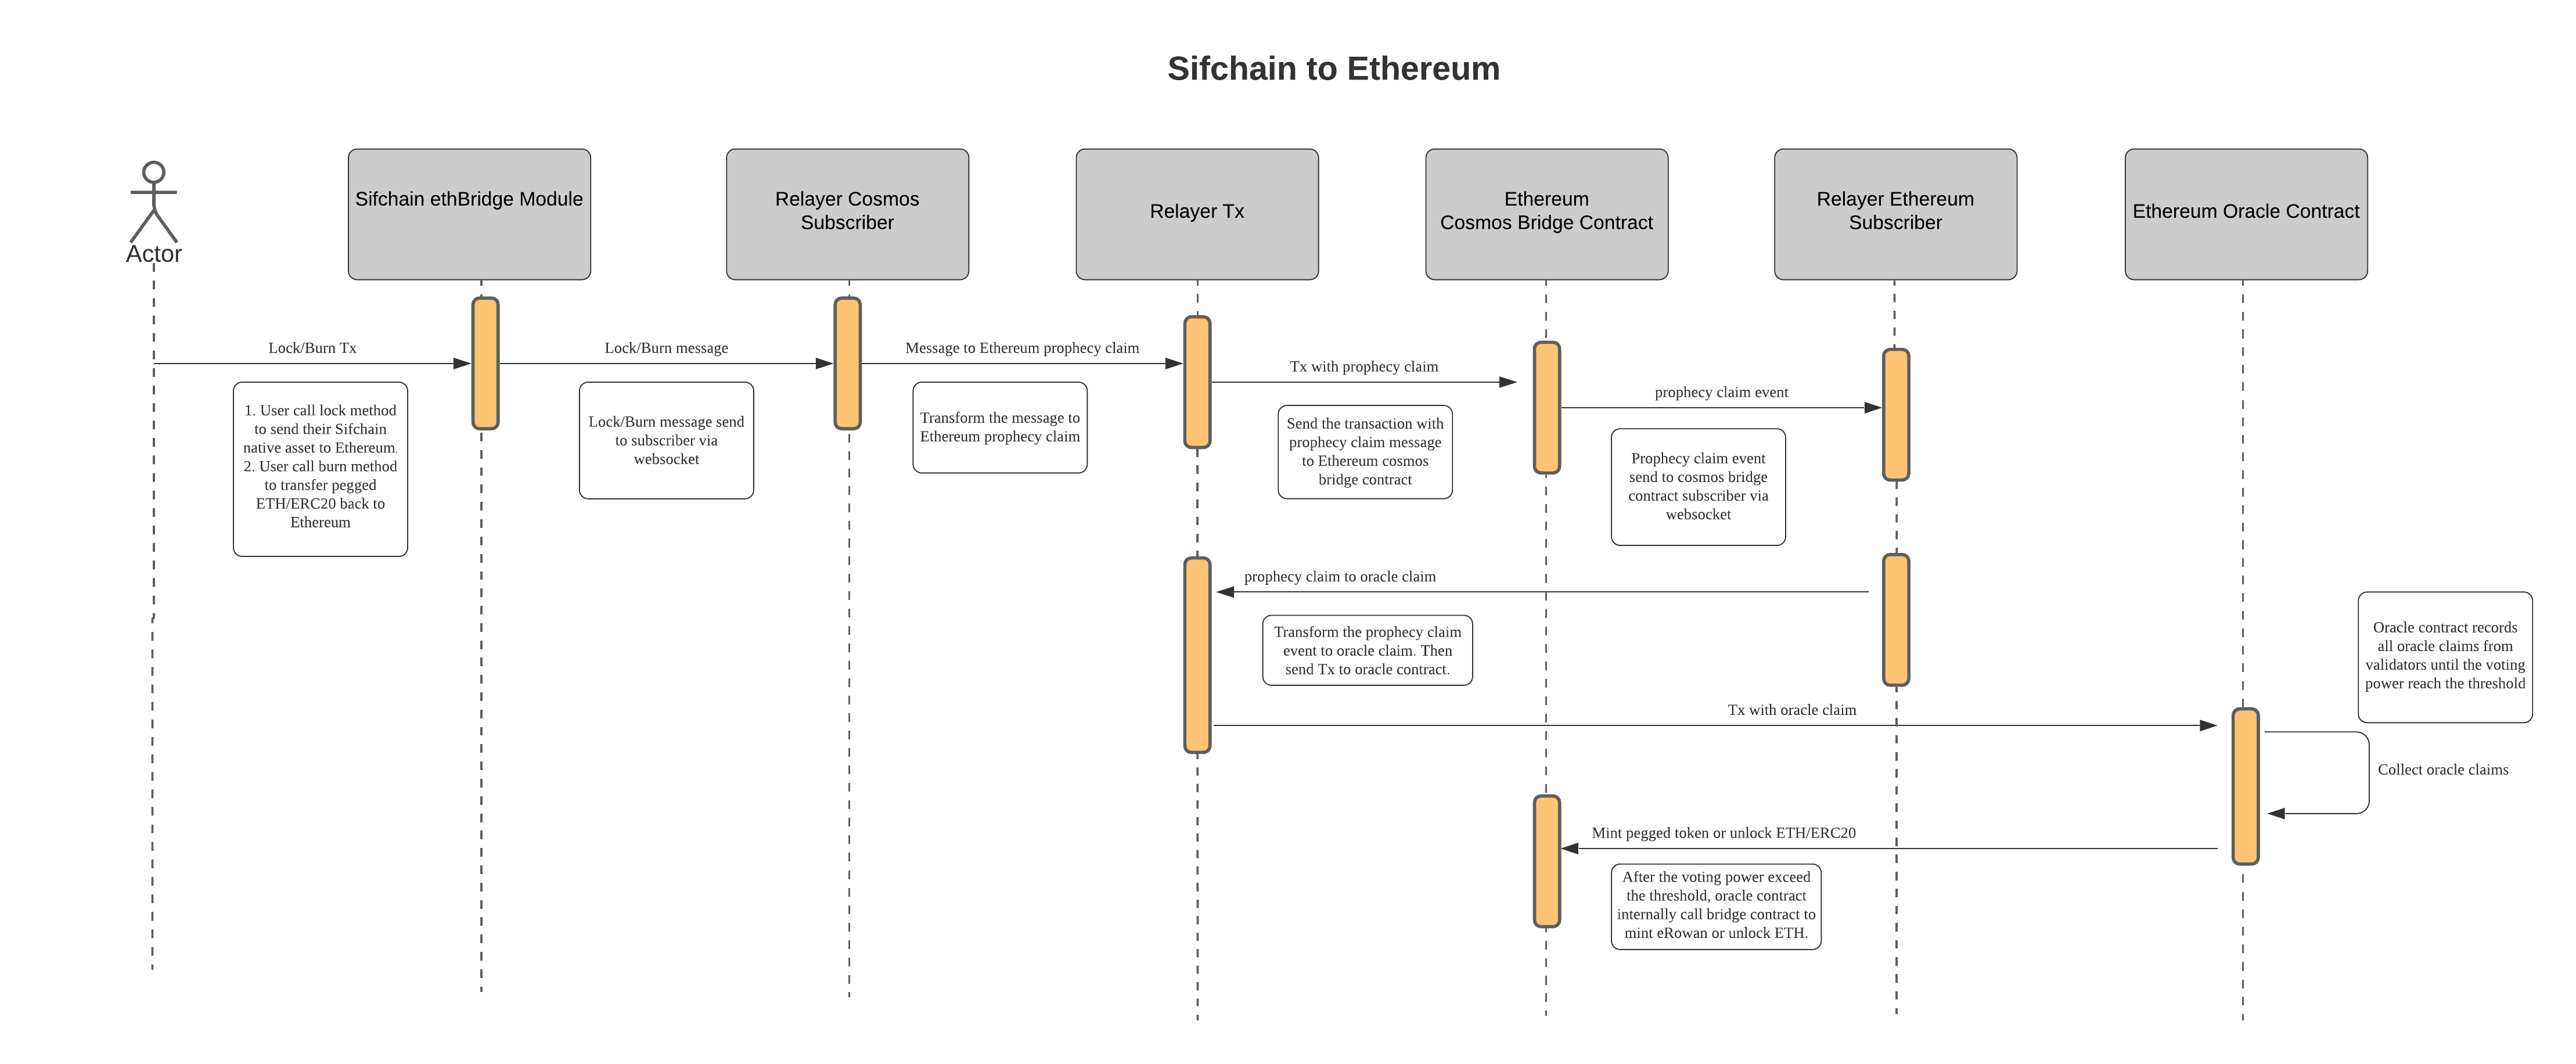 Sifchain to Ethereum
Actor
Sifchain ethBridge Module
Relayer Cosmos
Subscriber
Relayer Tx
Ethereum
Cosmos Bridge Contract
Relayer Ethereum
Subscriber
Ethereum Oracle Contract
Lock/Burn Tx
1. User call lock method
to send their Sifchain
native asset to Ethereum.
2. User call burn method
to transfer pegged
ETH/ERC20 back to
Ethereum
Lock/Burn message
Lock/Burn message send
to subscriber via
websocket
Message to Ethereum prophecy claim
Transform the message to
Ethereum prophecy claim
Tx with prophecy claim
Send the transaction with
prophecy claim message
to Ethereum cosmos
bridge contract
prophecy claim event
Prophecy claim event
send to cosmos bridge
contract subscriber via
websocket
prophecy claim to oracle claim
Transform the prophecy claim
event to oracle claim. Then
send Tx to oracle contract.
Oracle contract records
all oracle claims from
validators until the voting
power reach the threshold
Tx with oracle claim
Collect oracle claims
Mint pegged token or unlock ETH/ERC20
After the voting power exceed
the threshold, oracle contract
internally call bridge contract to
mint eRowan or unlock ETH.